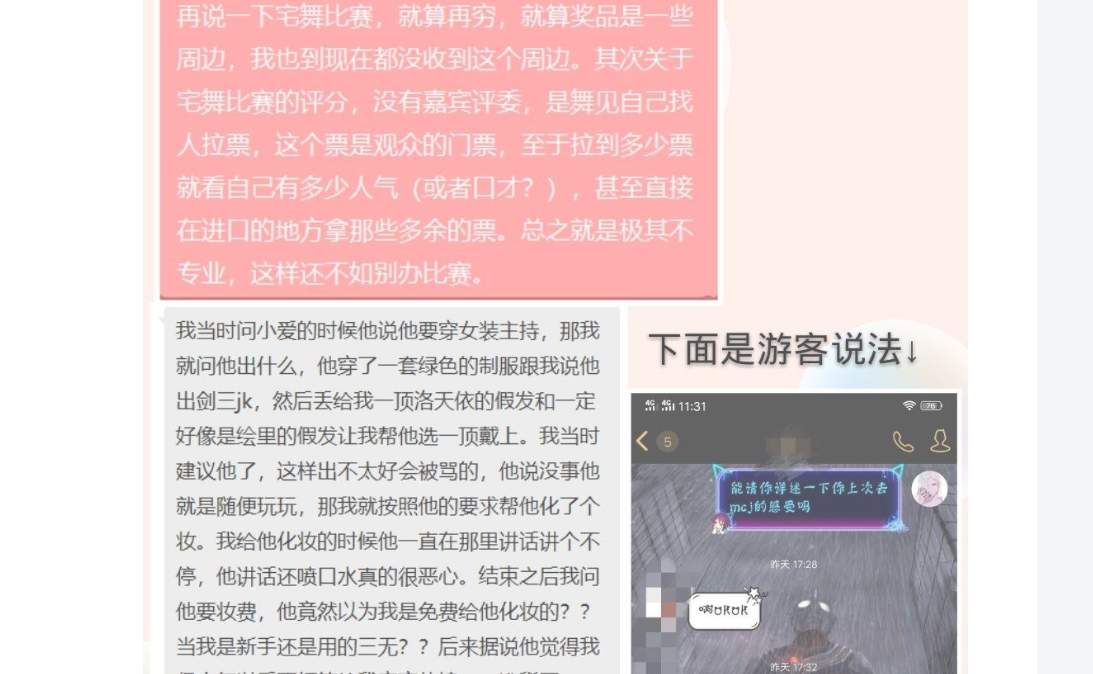 再说一下宅舞比赛，就算再穷，就算奖品是一些
周边，我也到现在都没收到这个周边。其次关于
宅舞比赛的评分，没有嘉宾评委，是舞见自己找
人拉票，这个票是观众的门票，至于拉到多少票
就看自己有多少人气（或者口才？），甚至直接
在进口的地方拿那些多余的票。总之就是极其不
专业，这样还不如别办比赛。
我当时问小爱的时候他说他要穿女装主持，那我
就问他出什么，他穿了一套绿色的制服跟我说他
出剑三jk，然后丢给我一顶洛天依的假发和一定
好像是绘里的假发让我帮他选一顶戴上。我当时
建议他了，这样出不太好会被骂的，他说没事他
就是随便玩玩，那我就按照他的要求帮他化了个
妆。我给他化妆的时候他一直在那里讲话讲个不
停，他讲话还喷口水真的很恶心。结束之后我问
他要妆费，他竟然以为我是免费给他化妆的？？
当我是新手还是用的三无？？后来据说他觉得我
下面是游客说法↓
4G 4G 11:31
76
5
能请你详述一下你上次去
mcj的感受吗
昨天 17:28
啊OKOK
昨天 17:32